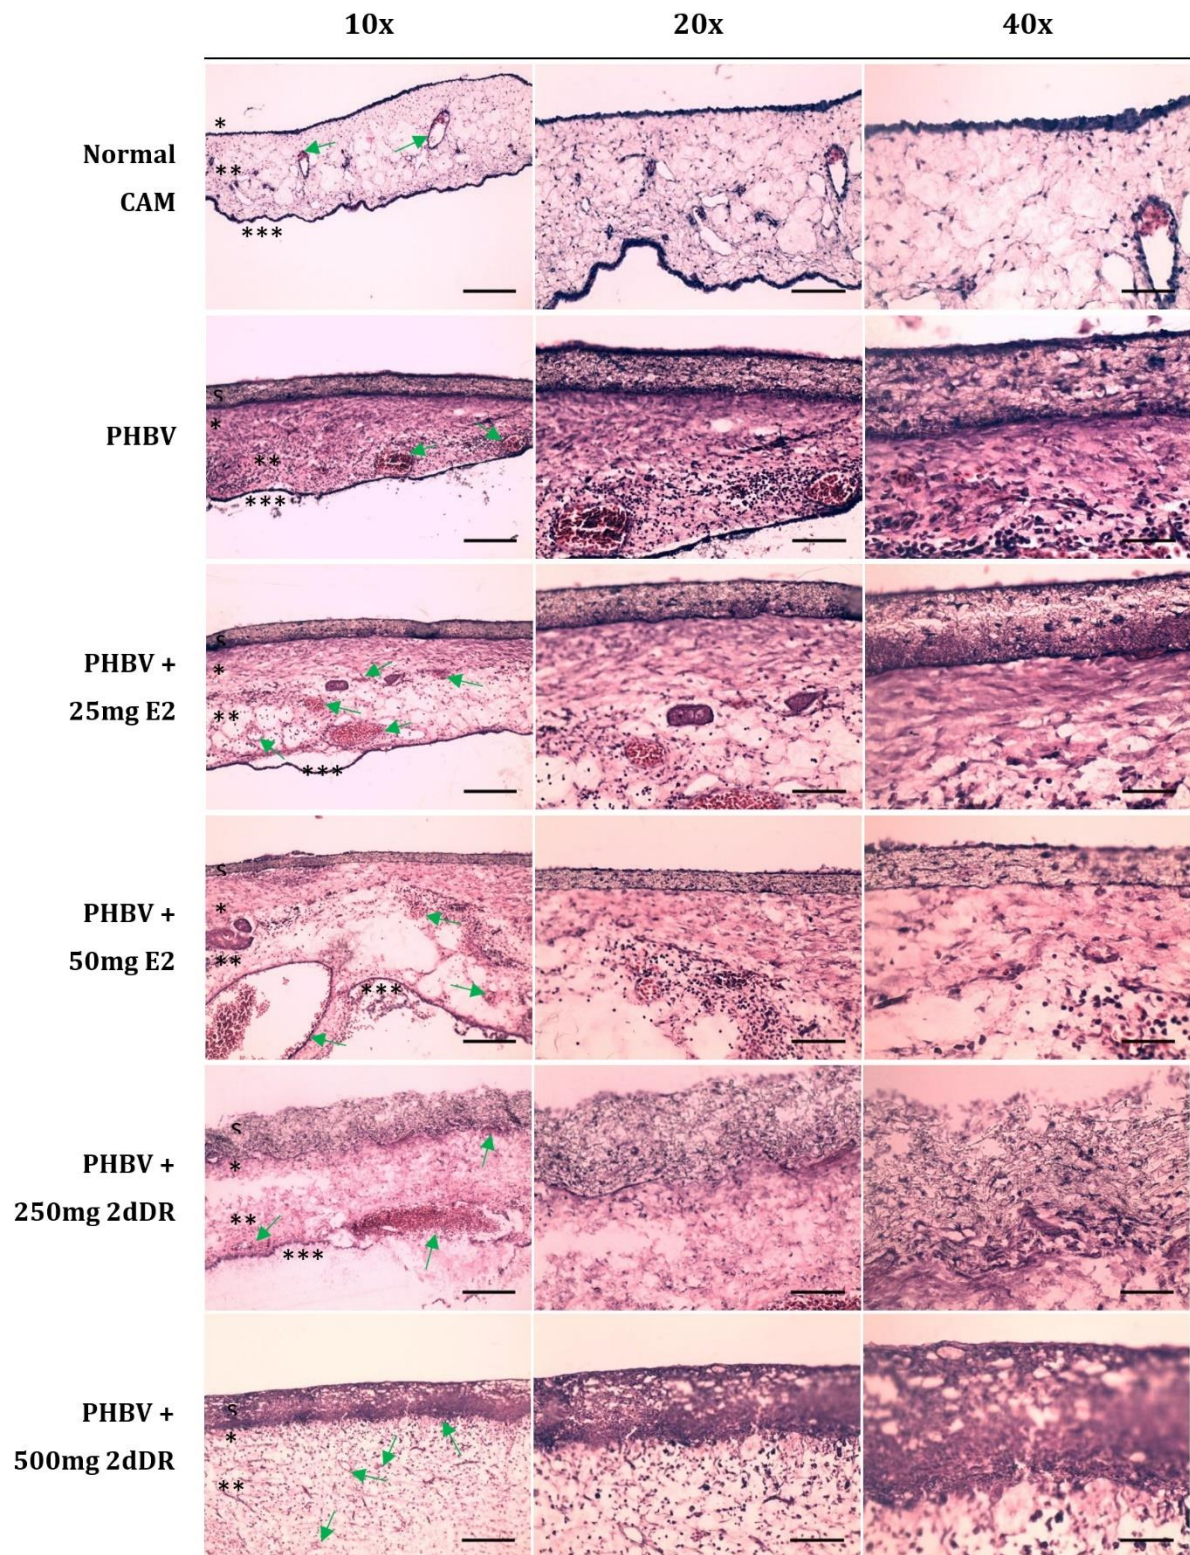 10x 20x 40x
*
Normal
**
CAM
***
S
*
PHBV
**
***
S
PHBV +
*
25mg E2
**
***
S
PHBV +
*
50mg E2
**
***
S
PHBV +
*
250mg 2dDR
**
***
S
PHBV +
*
500mg 2dDR
**